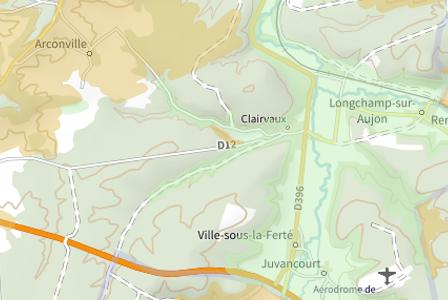 Arconville
Clairvaux
Longchamp-sur-
Aujon
D12
D396
Ville-sous-la-Ferté
Juvancourt
Aérodrome de